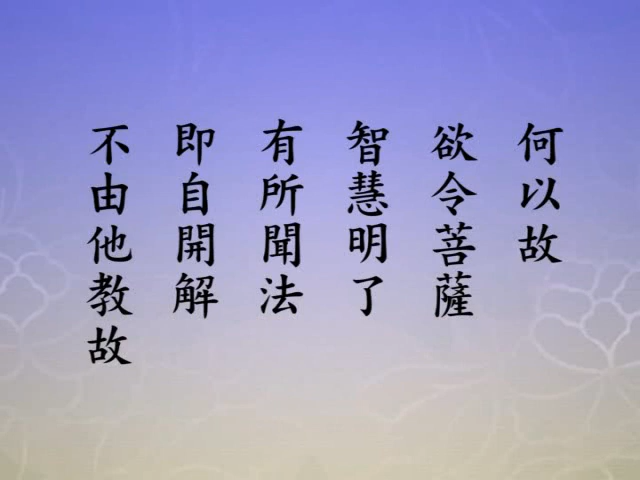 何以故
欲令菩薩
智慧明了
有所聞法
即自開解
不由他教故